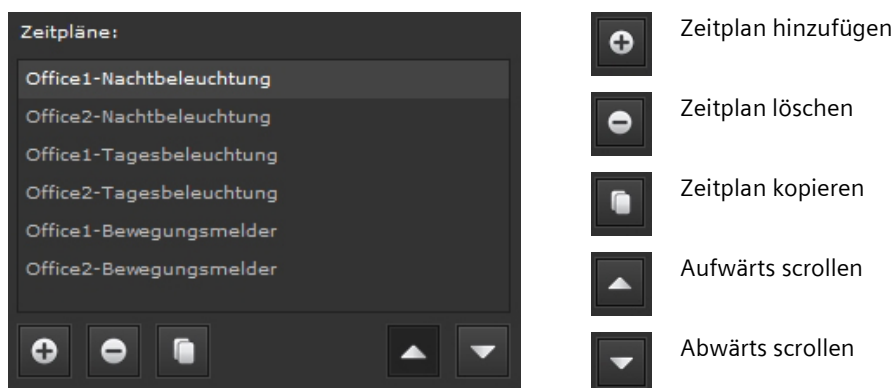 Zeitpläne:
Office1-Nachtbeleuchtung
Office2-Nachtbeleuchtung
Office1-Tagesbeleuchtung
Office2-Tagesbeleuchtung
Office1-Bewegungsmelder
Office2-Bewegungsmelder
Zeitplan hinzufügen
Zeitplan löschen
Zeitplan kopieren
Aufwärts scrollen
Abwärts scrollen